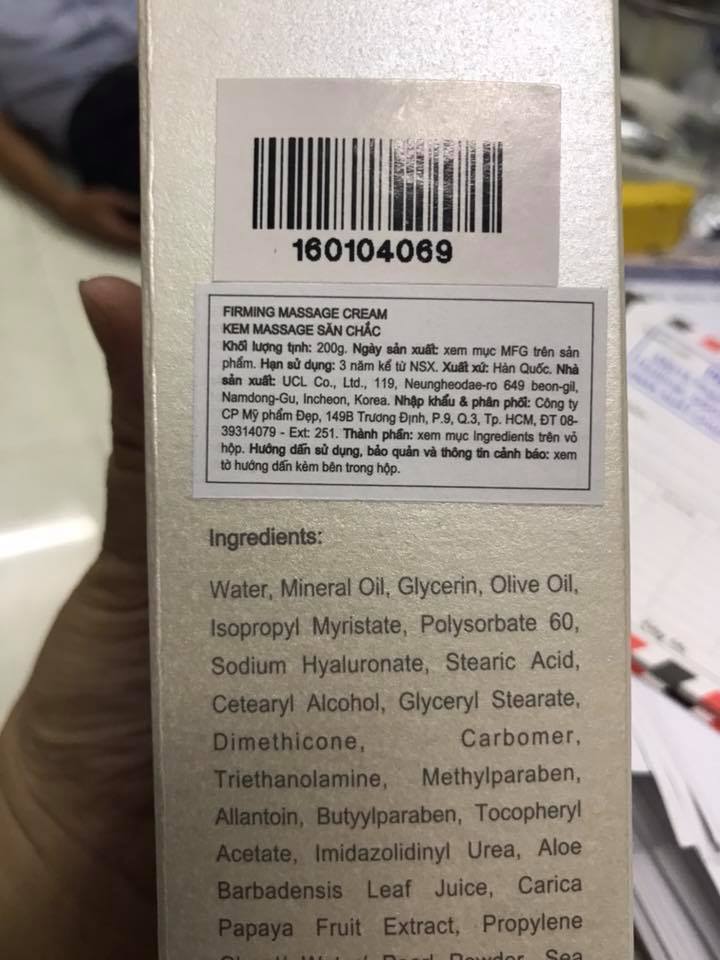 160104069
FIRMING MASSAGE CREAM
KEM MASSAGE SĂN CHẮC
Khối lượng tịnh: 200g. Ngày sản xuất: xem mục MFG trên sản
phẩm. Hạn sử dụng: 3 năm kể từ NSX. Xuất xứ: Hàn Quốc. Nhà
sản xuất: UCL Co., Ltd., 119, Neungheodae-ro 649 beon-gil,
Namdong-Gu, Incheon, Korea. Nhập khẩu & phân phối: Công ty
CP Mỹ phẩm Đẹp, 149B Trương Định, P.9, Q.3, Tp. HCM, ĐT 08-
39314079 - Ext: 251. Thành phần: xem mục Ingredients trên vỏ
hộp. Hướng dẫn sử dụng, bảo quản và thông tin cảnh báo: xem
tờ hướng dẫn kèm bên trong hộp.
Ingredients:
Water, Mineral Oil, Glycerin, Olive Oil,
Isopropyl Myristate, Polysorbate 60,
Sodium Hyaluronate, Stearic Acid,
Cetearyl Alcohol, Glyceryl Stearate,
Dimethicone, Carbomer,
Triethanolamine, Methylparaben,
Allantoin, Butyylparaben, Tocopheryl
Acetate, Imidazolidinyl Urea, Aloe
Barbadensis Leaf Juice, Carica
Papaya Fruit Extract, Propylene
Pearl Powder, Sea